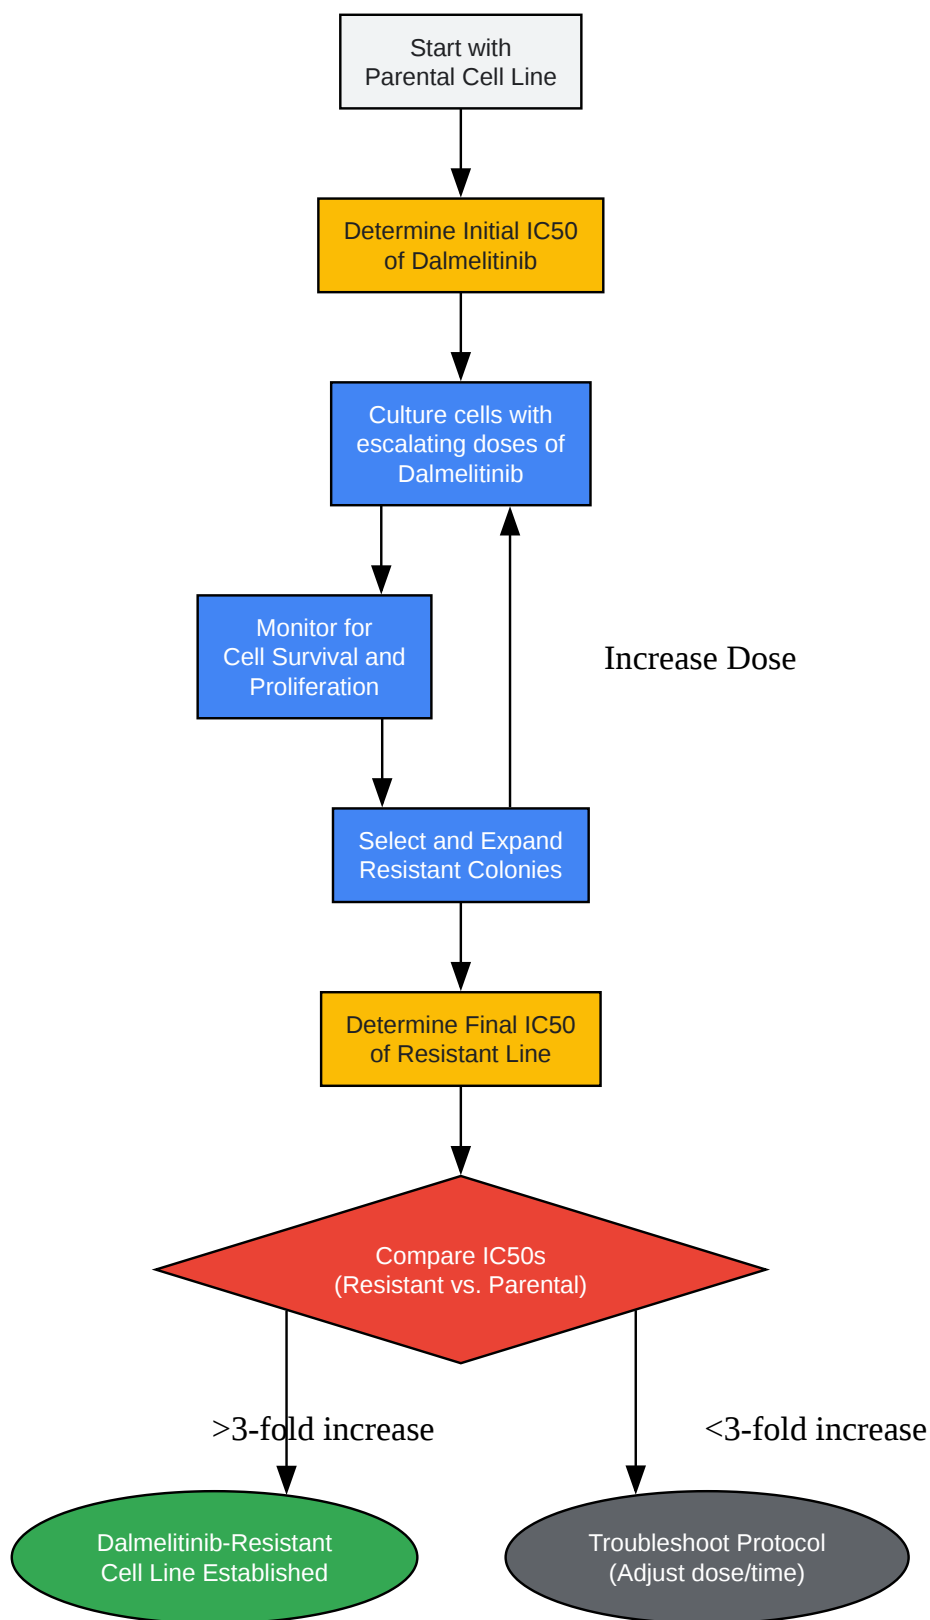 Start with
Parental Cell Line
Determine Initial IC50
of Dalmelitinib
Culture cells with
escalating doses of
Dalmelitinib
Monitor for
Cell Survival and
Proliferation
Increase Dose
Select and Expand
Resistant Colonies
Determine Final IC50
of Resistant Line
Compare IC50s
(Resistant vs. Parental)
>3-fold increase
<3-fold increase
Dalmelitinib-Resistant
Cell Line Established
Troubleshoot Protocol
(Adjust dose/time)